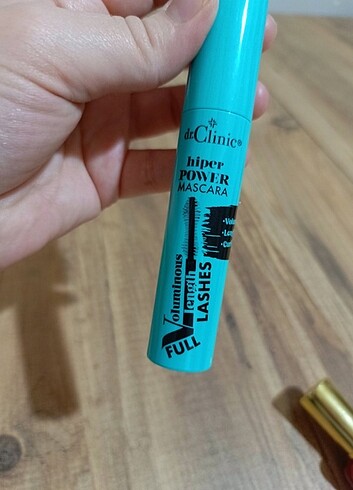 dr.Clinic®
hiper
POWER
MASCARA
Voluminous
length
FULL LASHES